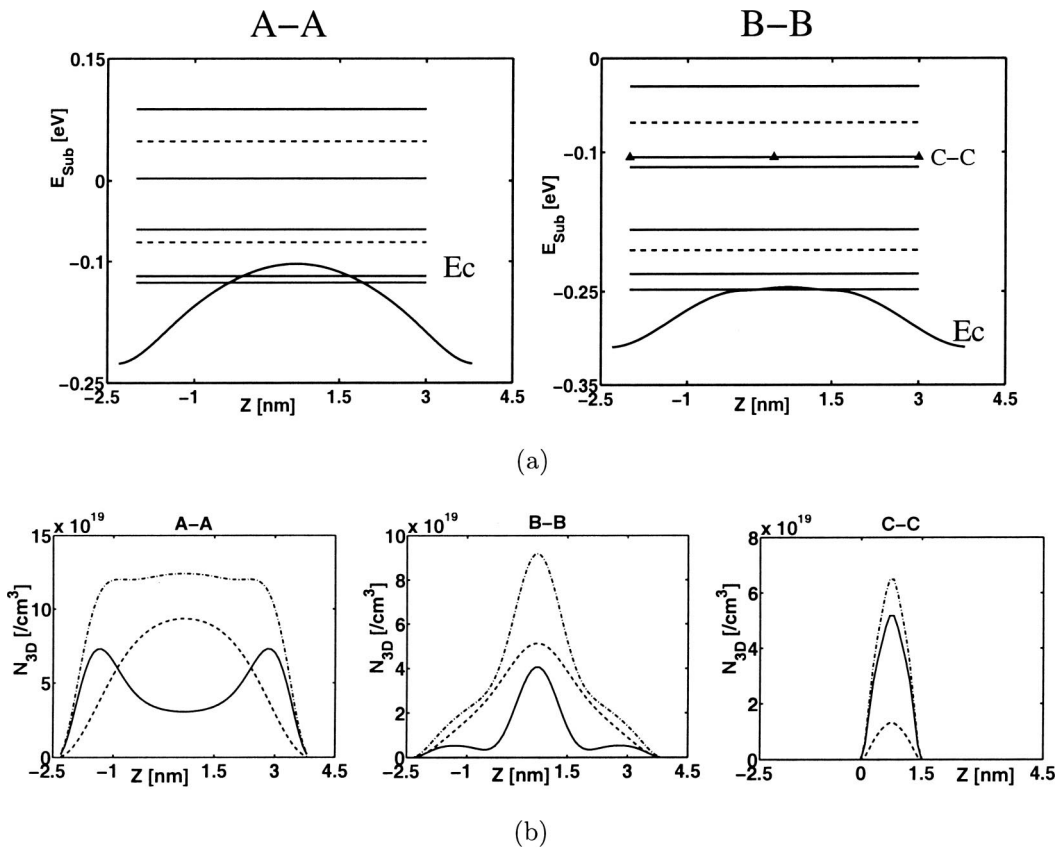 A–A
B–B
0.15
0
-0.1
-0.25
E_Sub [eV]
Ec
-2.5
-1
1.5
3
4.5
Z [nm]
0
-0.1
-0.25
-0.35
E_Sub [eV]
C–C
Ec
-2.5
-1
1.5
3
4.5
Z [nm]
(a)
x 10^19
A–A
15
10
5
0
N_3D [/cm^3]
-2.5
-1
1.5
3
4.5
Z [nm]
x 10^19
B–B
10
8
6
4
2
0
N_3D [/cm^3]
-2.5
-1
1.5
3
4.5
Z [nm]
x 10^19
C–C
8
6
4
2
0
N_3D [/cm^3]
-2.5
0
1.5
4.5
Z [nm]
(b)